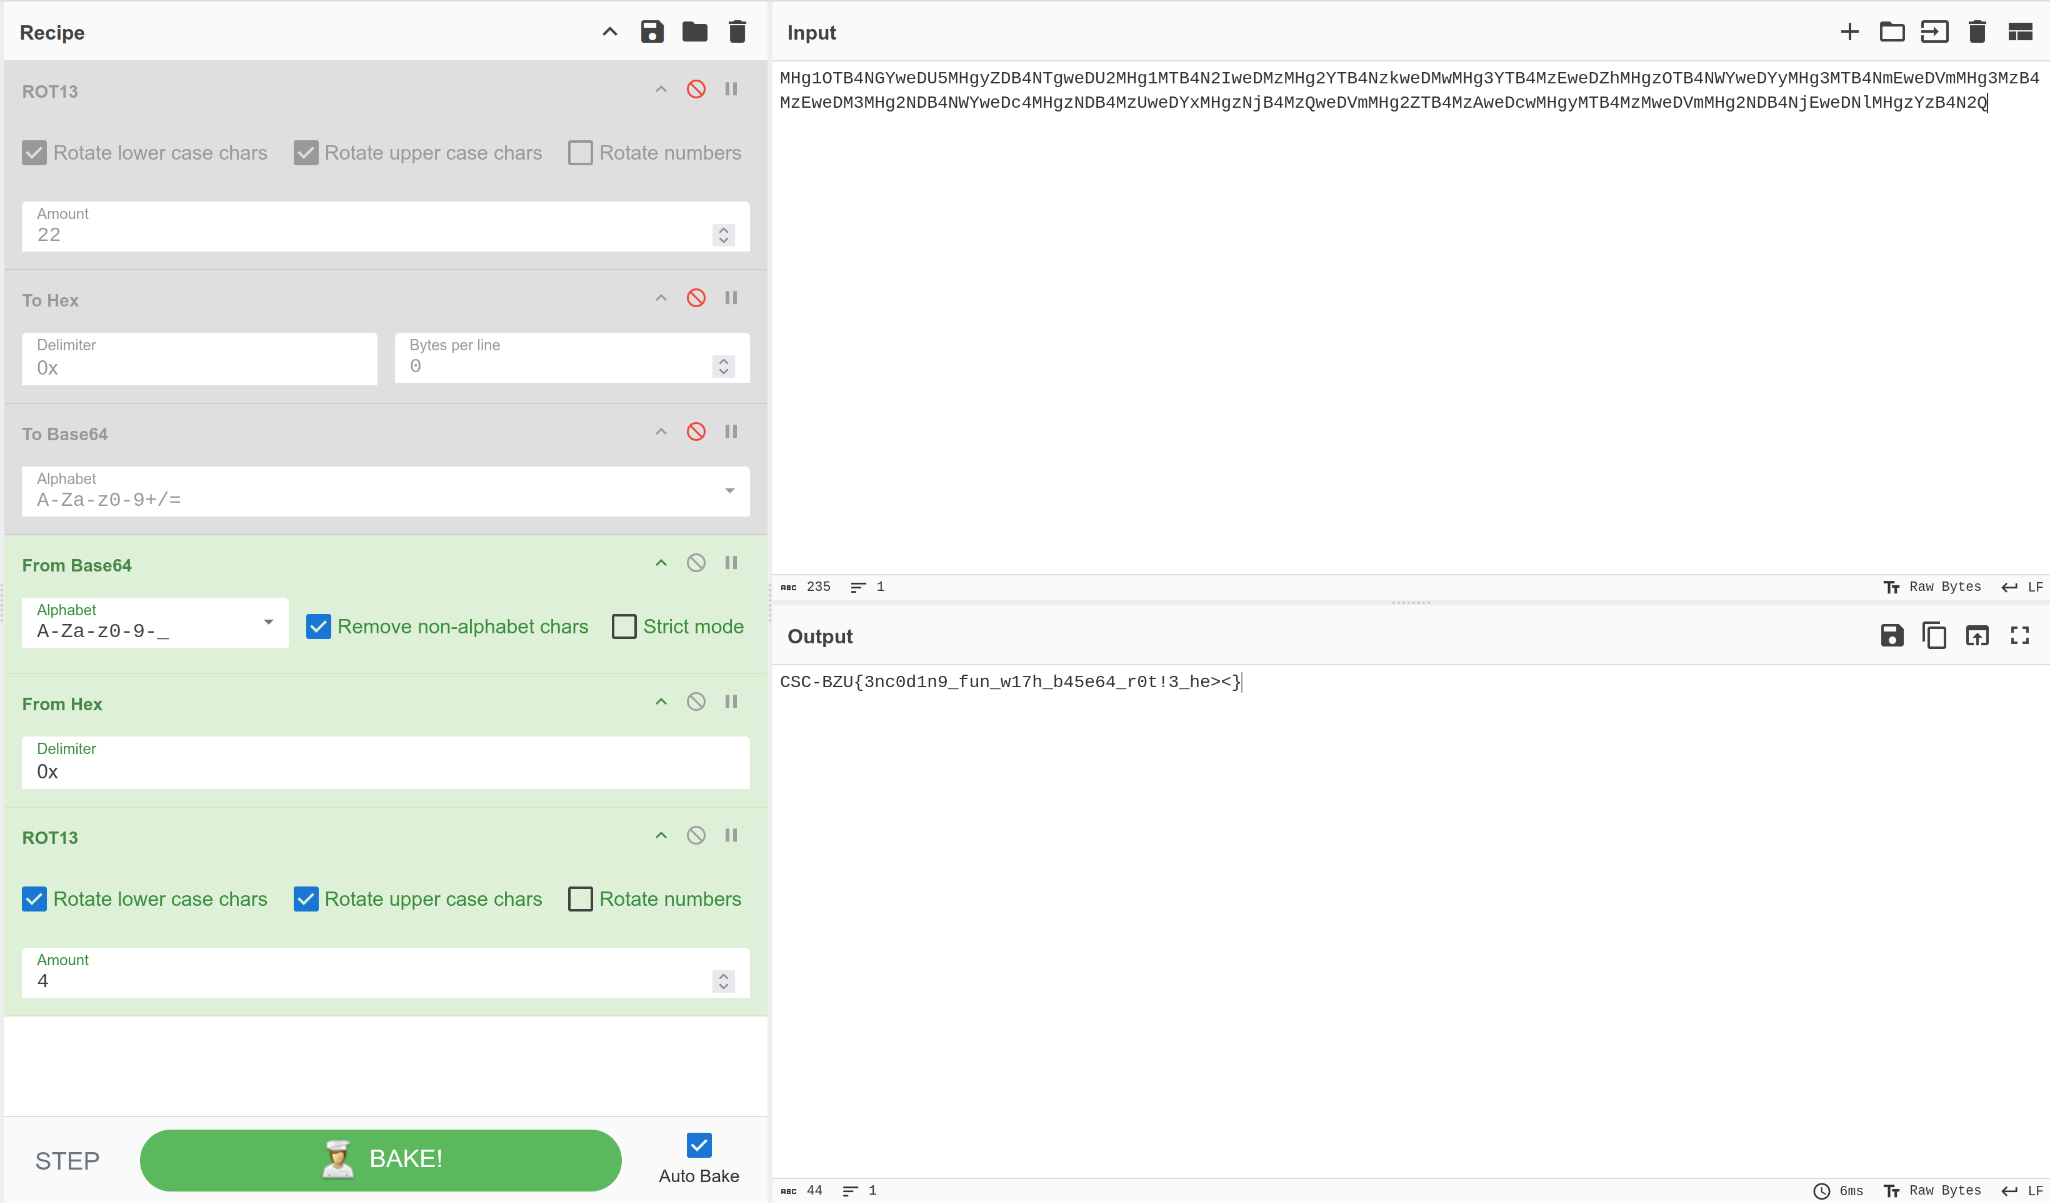 Recipe
ROT13
Rotate lower case chars Rotate upper case chars Rotate numbers
Amount
22
To Hex
Delimiter Bytes per line
0x 0
To Base64
Alphabet
A-Za-z0-9+/=
From Base64
Alphabet
A-Za-z0-9-_ Remove non-alphabet chars Strict mode
From Hex
Delimiter
0x
ROT13
Rotate lower case chars Rotate upper case chars Rotate numbers
Amount
4
STEP BAKE! Auto Bake
Input
MHg1OTB4NGYweDU5MHgyZDB4NTgweDU2MHg1MTB4N2IweDMzMHg2YTB4NzkweDMwMHg3YTB4MzEweDZhMHgzOTB4NWYweDYyMHg3MTB4NmEweDVmMHg3MzB4
MzEweDM3MHg2NDB4NWYweDc4MHgzNDB4MzUweDYxMHgzNjB4MzQweDVmMHg2ZTB4MzAweDcwMHgyMTB4MzMweDVmMHg2NDB4NjEweDNlMHgzYzB4N2Q
ABC 235 1 Raw Bytes LF
Output
CSC-BZU{3nc0d1n9_fun_w17h_b45e64_r0t!3_he><}
ABC 44 1 6ms Raw Bytes LF